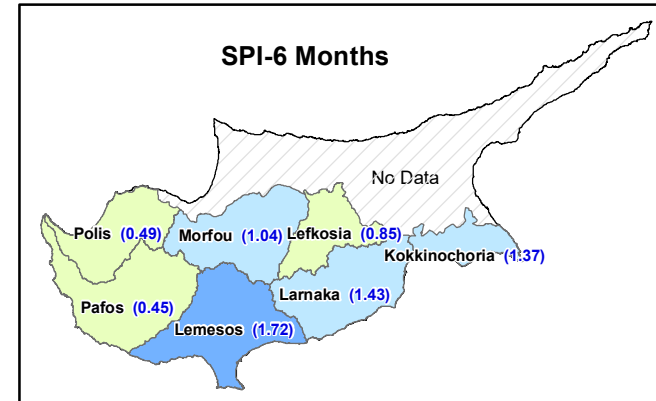 SPI-6 Months
No Data
Polis (0.49)
Morfou (1.04)
Lefkosia (0.85)
Kokkinochoria
(1.37)
Pafos (0.45)
Larnaka (1.43)
Lemesos (1.72)